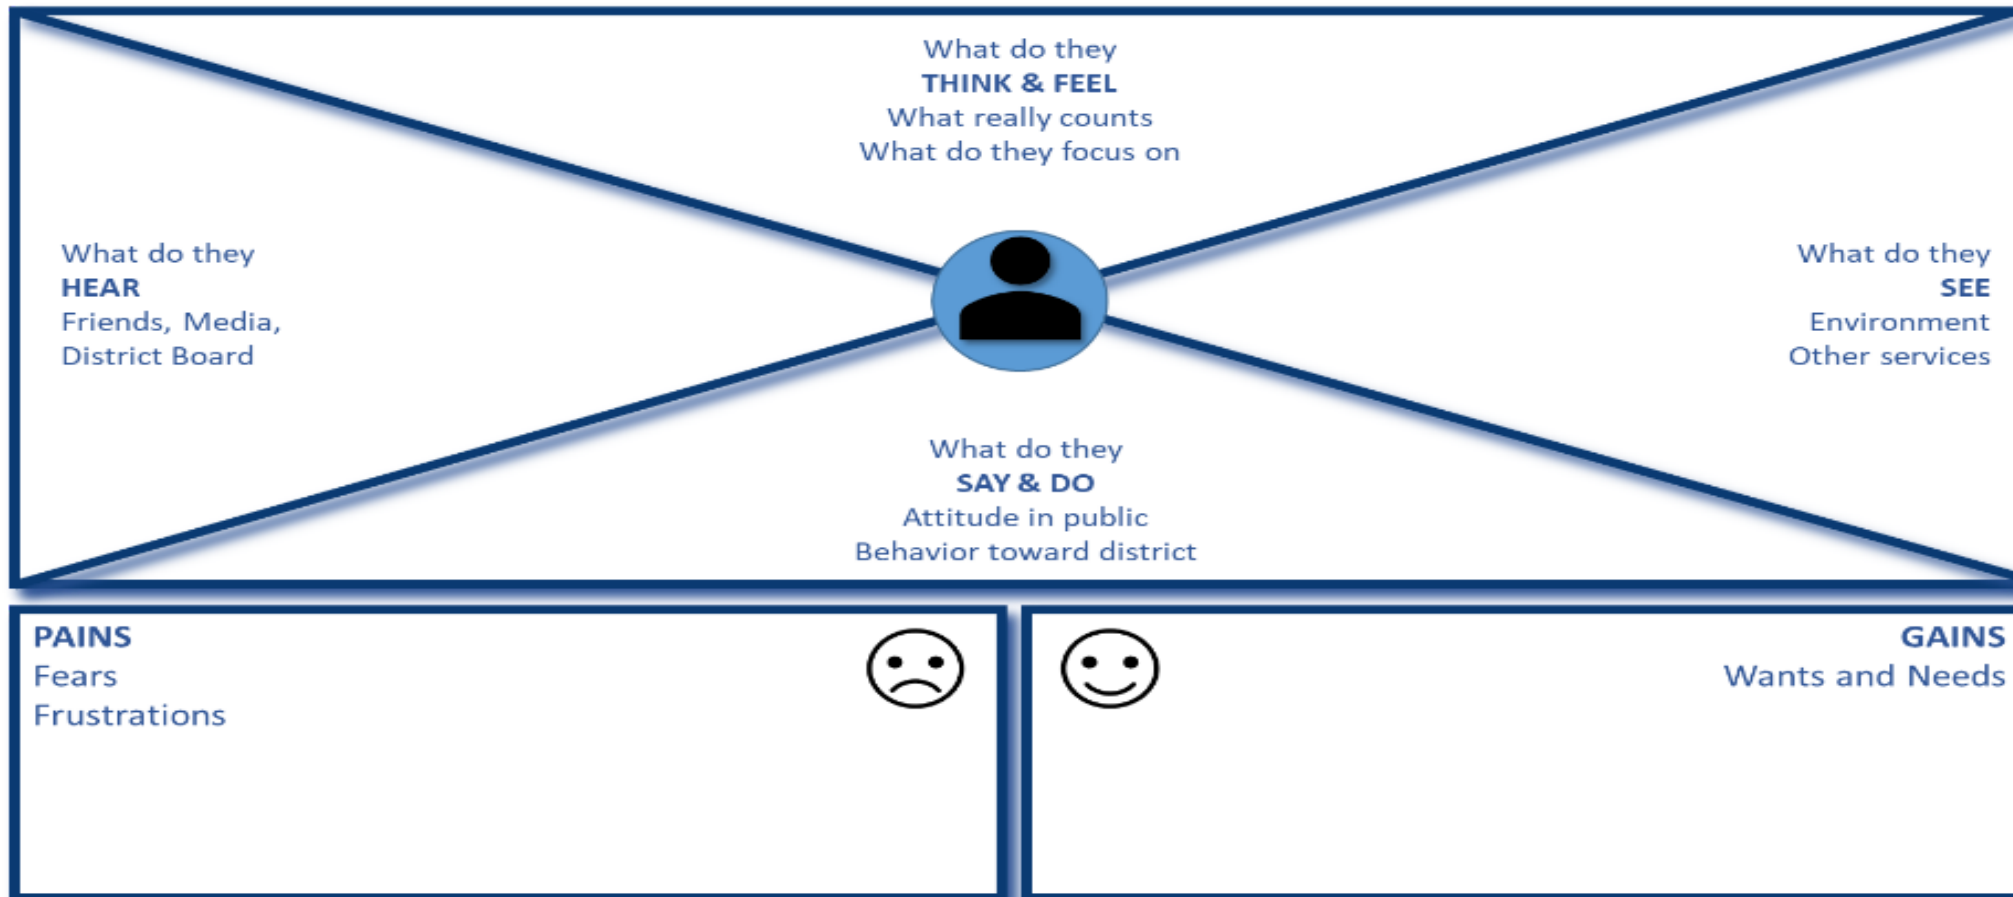 What do they
THINK & FEEL
What really counts
What do they focus on
What do they
HEAR
Friends, Media,
District Board
What do they
SEE
Environment
Other services
What do they
SAY & DO
Attitude in public
Behavior toward district
PAINS
Fears
Frustrations
GAINS
Wants and Needs